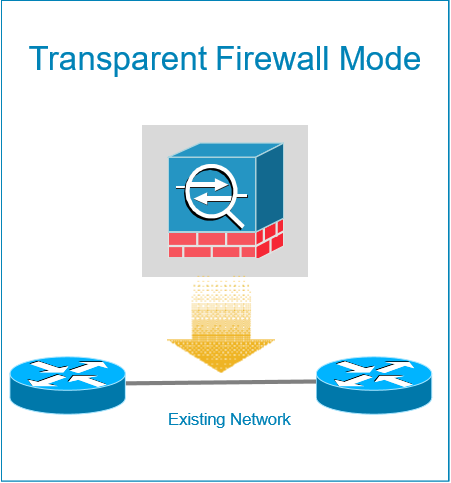 Transparent Firewall Mode
Existing Network